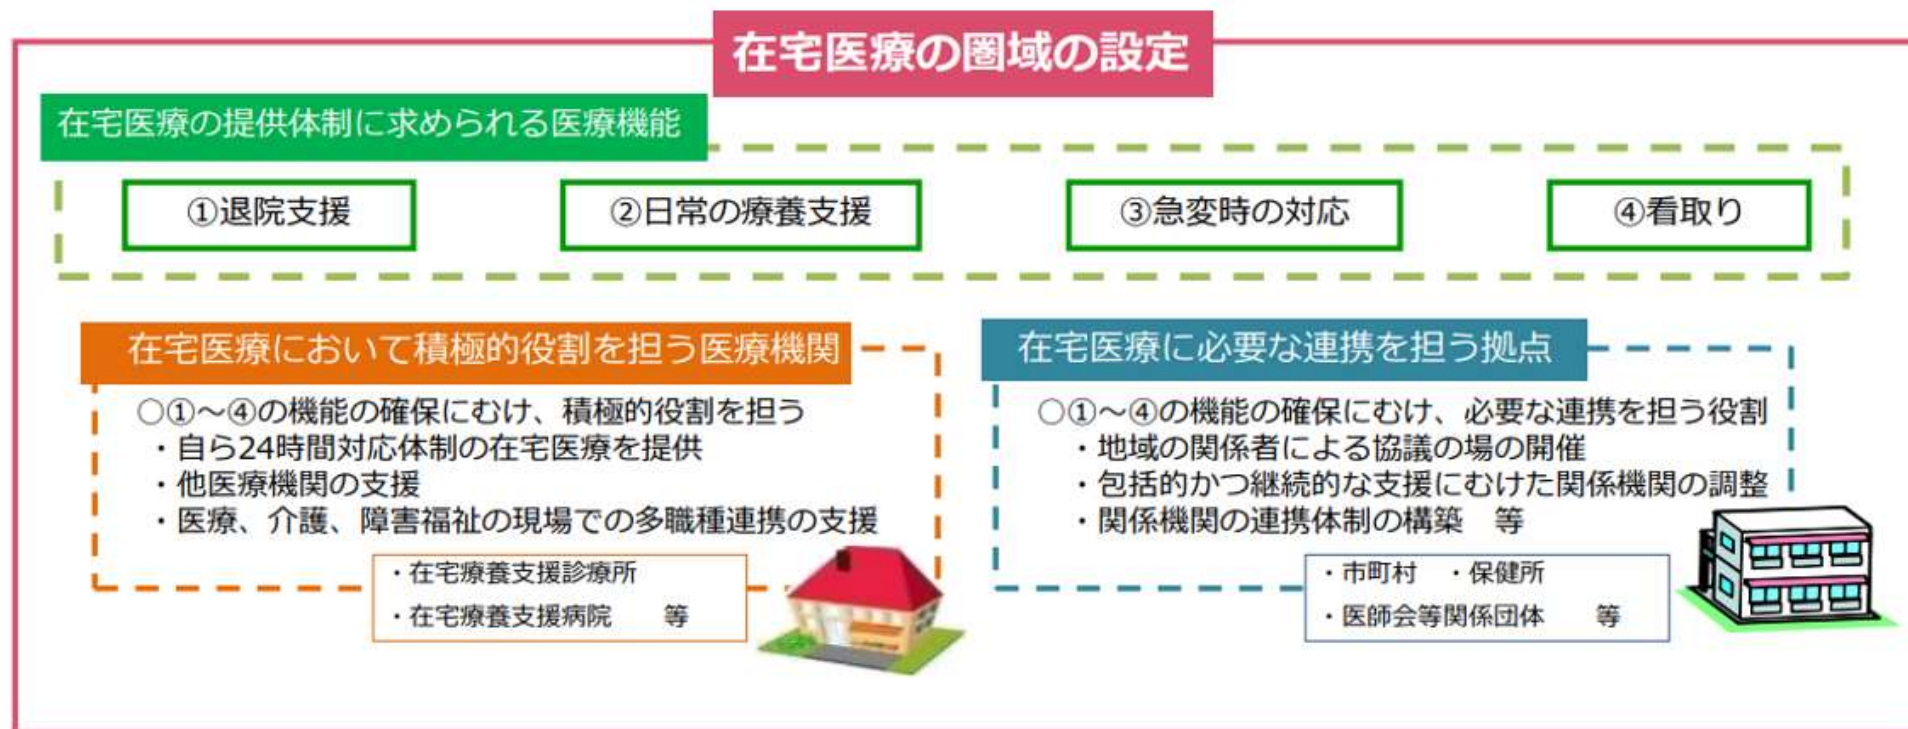 在宅医療の圏域の設定
在宅医療の提供体制に求められる医療機能
①退院支援
②日常の療養支援
③急変時の対応
④看取り
在宅医療において積極的役割を担う医療機関
○①～④の機能の確保にむけ、積極的役割を担う
・自ら24時間対応体制の在宅医療を提供
・他医療機関の支援
・医療、介護、障害福祉の現場での多職種連携の支援
・在宅療養支援診療所
・在宅療養支援病院　　等
在宅医療に必要な連携を担う拠点
○①～④の機能の確保にむけ、必要な連携を担う役割
・地域の関係者による協議の場の開催
・包括的かつ継続的な支援にむけた関係機関の調整
・関係機関の連携体制の構築　等
・市町村　・保健所
・医師会等関係団体　　等